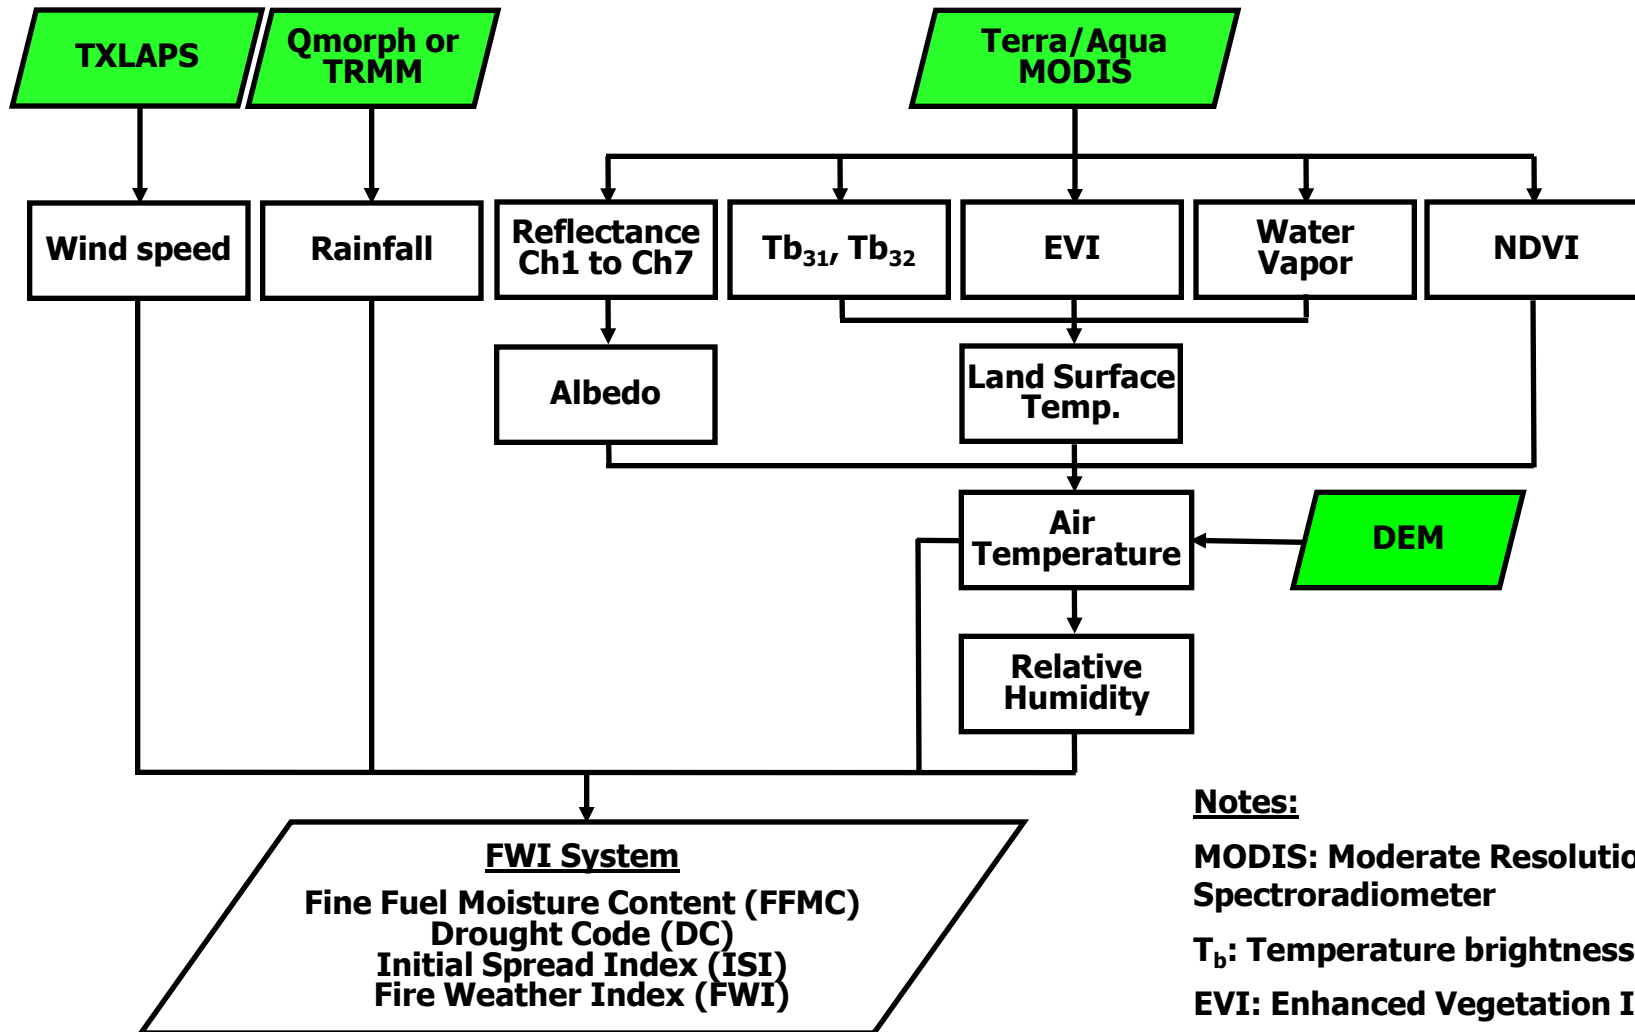 TXLAPS
Qmorph or
TRMM
Terra/Aqua
MODIS
Wind speed
Rainfall
Reflectance
Ch1 to Ch7
Tb31, Tb32
EVI
Water
Vapor
NDVI
Albedo
Land Surface
Temp.
Air
Temperature
DEM
Relative
Humidity
FWI System
Fine Fuel Moisture Content (FFMC)
Drought Code (DC)
Initial Spread Index (ISI)
Fire Weather Index (FWI)
Notes:
MODIS: Moderate
Spectroradiometer
Tb: Temperature brightness
EVI: Enhanced Vegetation